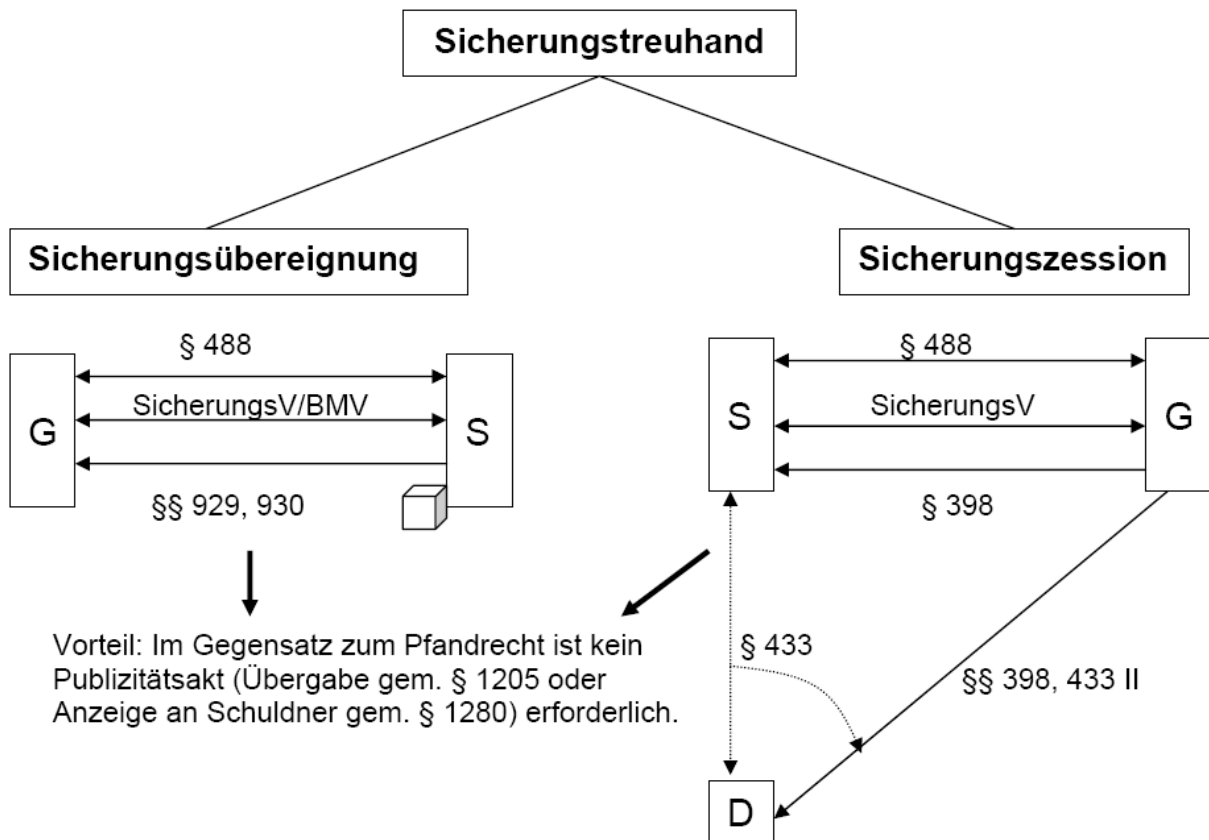 Sicherungstreuhand
Sicherungsübereignung
Sicherungszession
§ 488
SicherungsV/BMV
G
S
§§ 929, 930
§ 488
SicherungsV
S
G
§ 398
Vorteil: Im Gegensatz zum Pfandrecht ist kein
Publizitätsakt (Übergabe gem. § 1205 oder
Anzeige an Schuldner gem. § 1280) erforderlich.
§ 433
§§ 398, 433 II
D